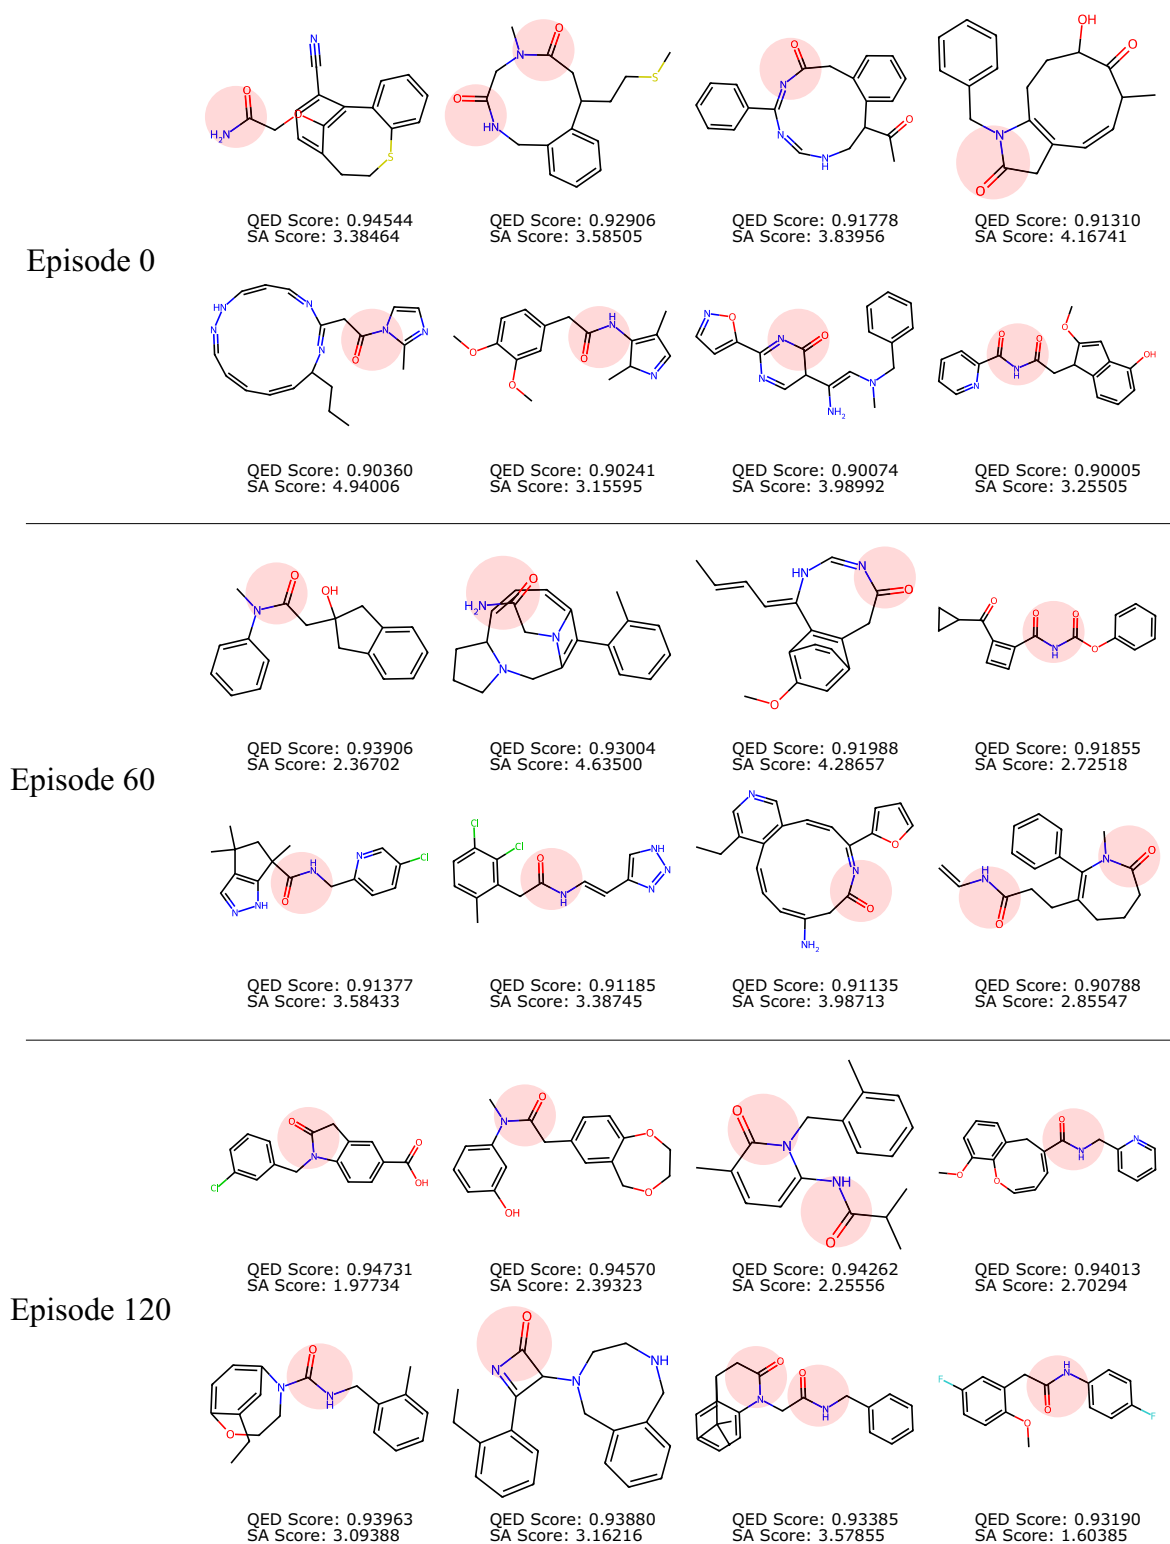 Episode 0
QED Score: 0.94544
SA Score: 3.38464
QED Score: 0.92906
SA Score: 3.58505
QED Score: 0.91778
SA Score: 3.83956
QED Score: 0.91310
SA Score: 4.16741
QED Score: 0.90360
SA Score: 4.94006
QED Score: 0.90241
SA Score: 3.15595
QED Score: 0.90074
SA Score: 3.98992
QED Score: 0.90005
SA Score: 3.25505
Episode 60
QED Score: 0.93906
SA Score: 2.36702
QED Score: 0.93004
SA Score: 4.63500
QED Score: 0.91988
SA Score: 4.28657
QED Score: 0.91855
SA Score: 2.72518
QED Score: 0.91377
SA Score: 3.58433
QED Score: 0.91185
SA Score: 3.38745
QED Score: 0.91135
SA Score: 3.98713
QED Score: 0.90788
SA Score: 2.85547
Episode 120
QED Score: 0.94731
SA Score: 1.97734
QED Score: 0.94570
SA Score: 2.39323
QED Score: 0.94262
SA Score: 2.25556
QED Score: 0.94013
SA Score: 2.70294
QED Score: 0.93963
SA Score: 3.09388
QED Score: 0.93880
SA Score: 3.16216
QED Score: 0.93385
SA Score: 3.57855
QED Score: 0.93190
SA Score: 1.60385